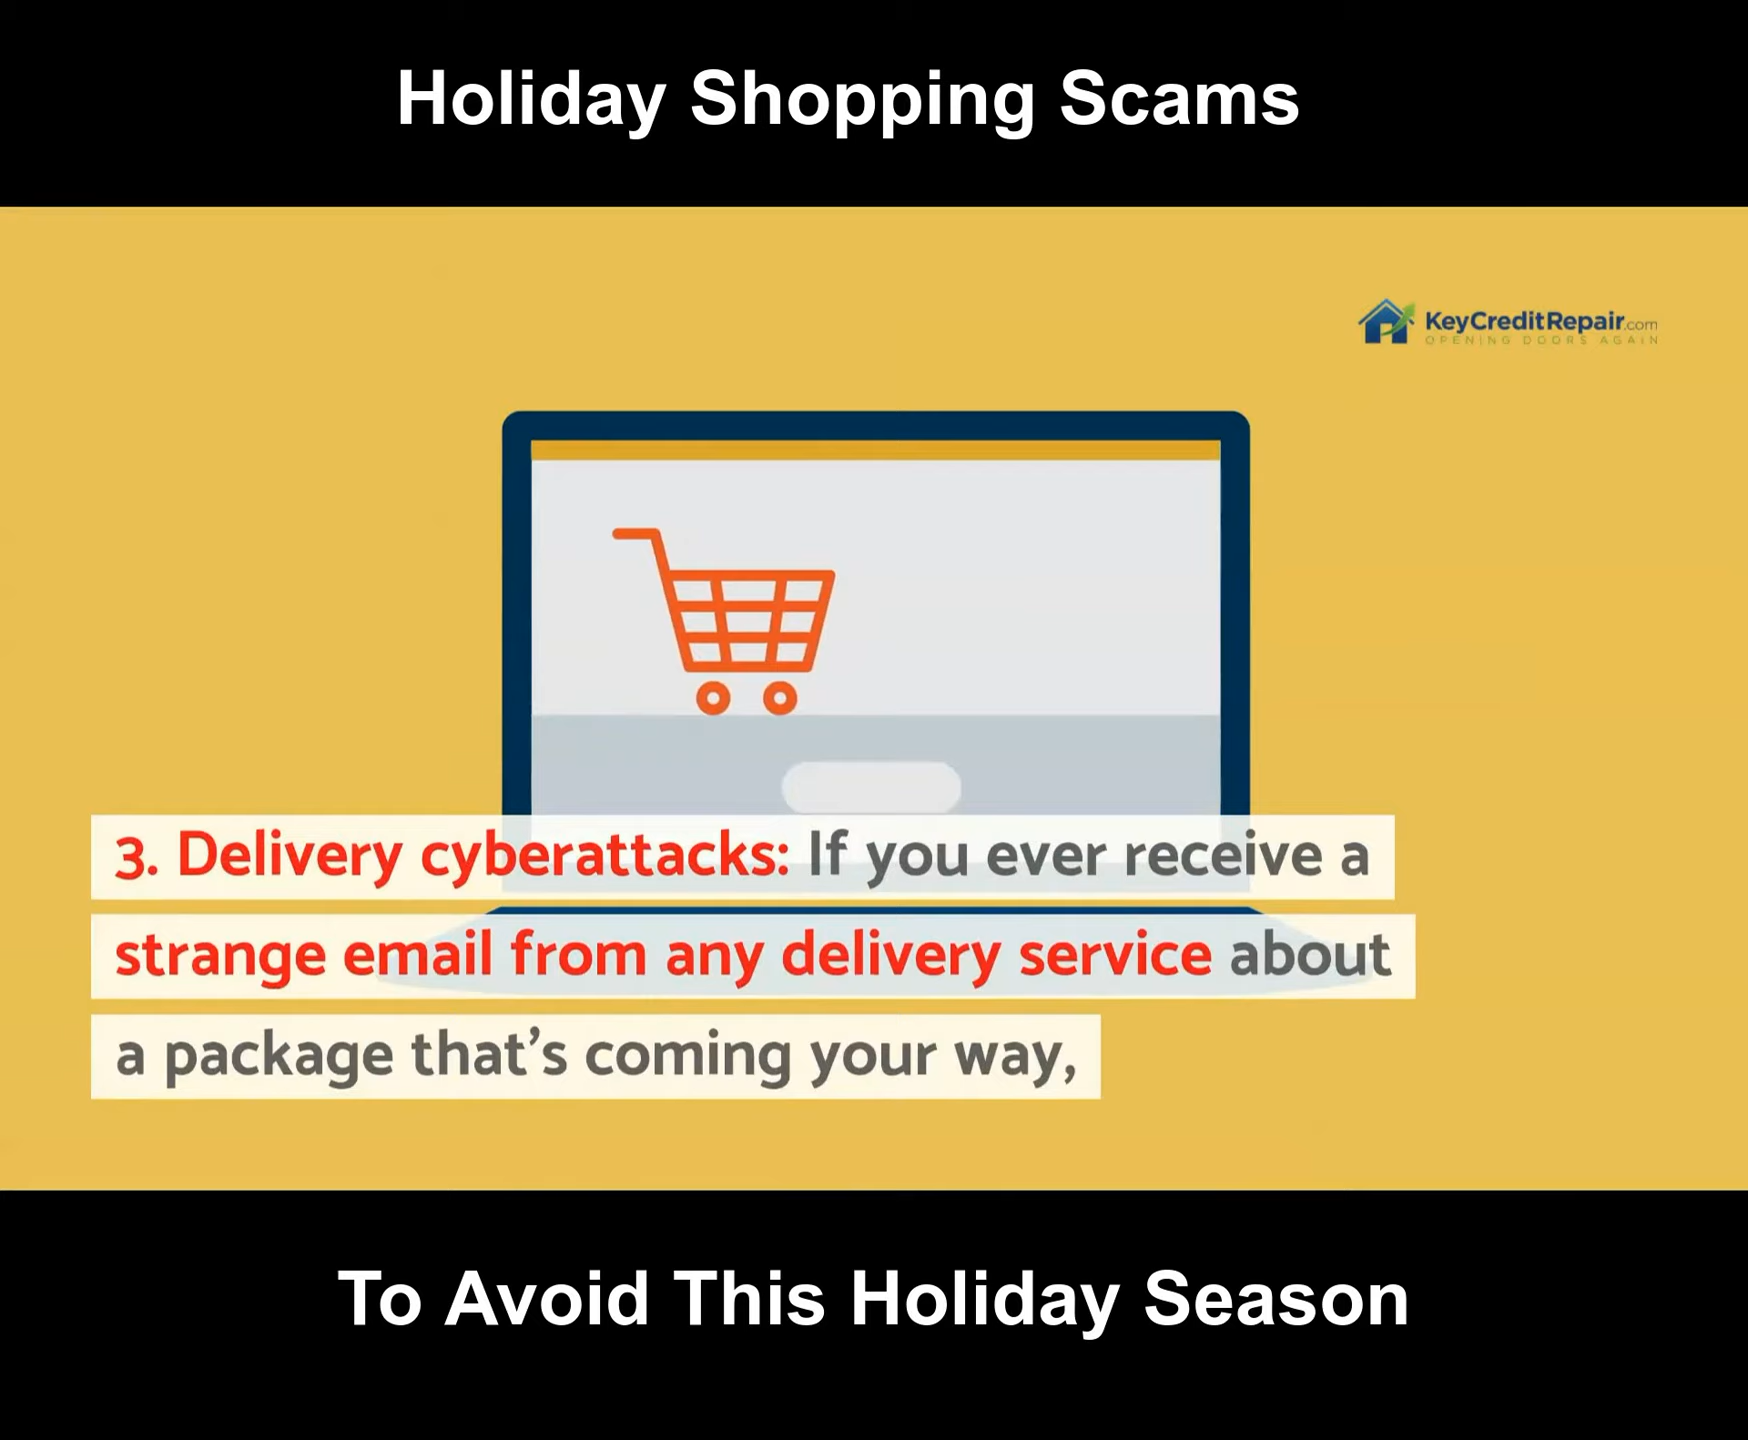 Holiday Shopping Scams
KeyCreditRepair.com
OPENING DOORS AGAIN
3. Delivery cyberattacks: If you ever receive a
strange email from any delivery service about
a package that's coming your way,
To Avoid This Holiday Season